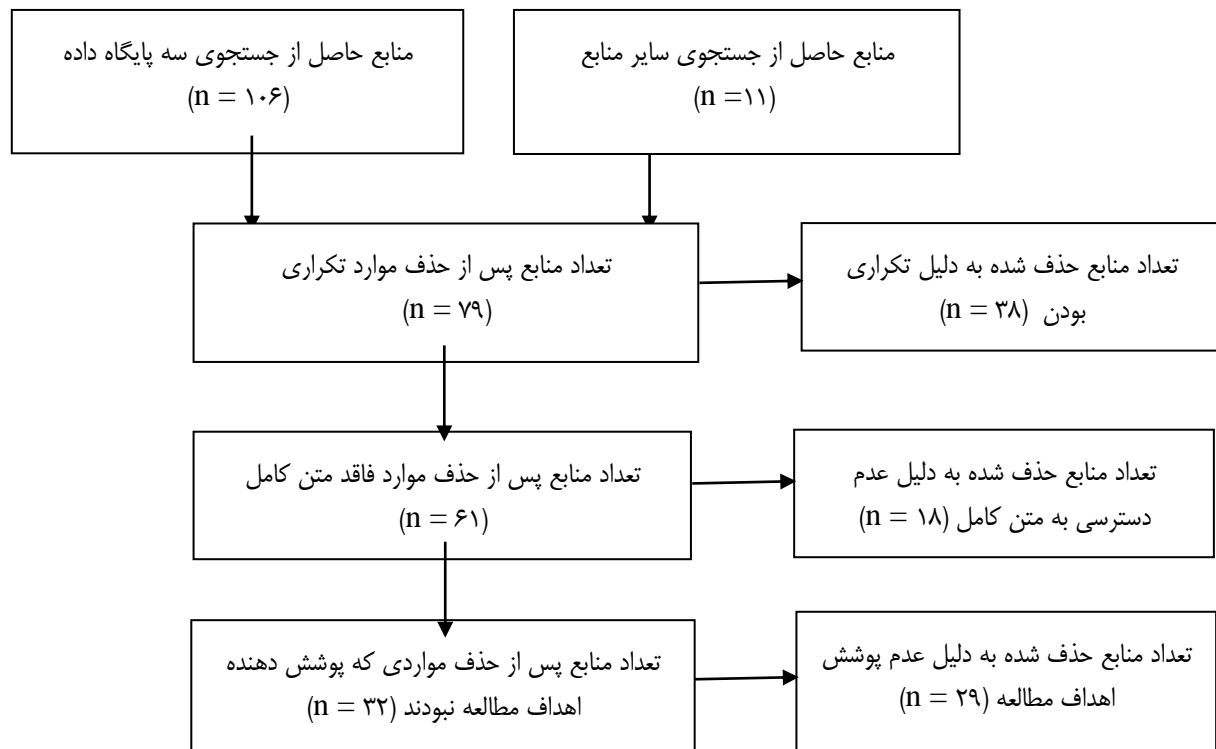 منابع حاصل از جستجوی سه پایگاه داده
(n = ۱۰۶)
منابع حاصل از جستجوی سایر منابع
(n =۱۱)
تعداد منابع پس از حذف موارد تکراری
(n = ۷۹)
تعداد منابع حذف شده به دلیل تکراری
بودن (n = ۳۸)
تعداد منابع پس از حذف موارد فاقد متن کامل
(n = ۶۱)
تعداد منابع حذف شده به دلیل عدم
دسترسی به متن کامل (n = ۱۸)
تعداد منابع پس از حذف مواردی که پوشش دهنده
اهداف مطالعه نبودند (n = ۳۲)
تعداد منابع حذف شده به دلیل عدم پوشش
اهداف مطالعه (n = ۲۹)